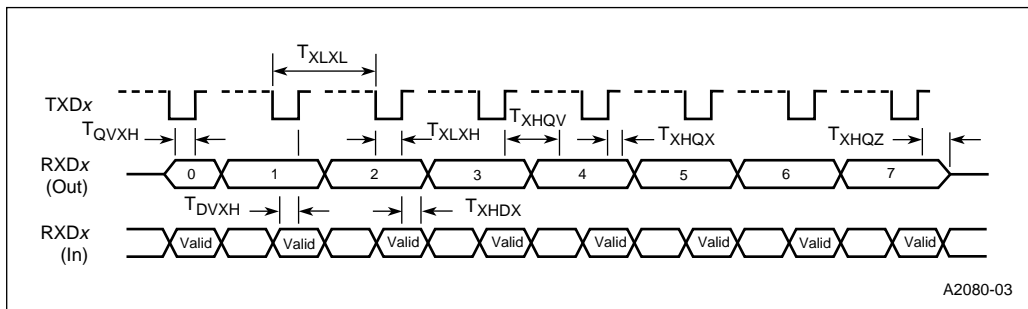 TXLXL
TXDx
TQVXH TXLXH TXHQV TXHQX TXHQZ
RXDx
(Out)
0 1 2 3 4 5 6 7
TDVXH TXHDX
RXDx
(In)
Valid Valid Valid Valid Valid Valid Valid Valid
A2080-03